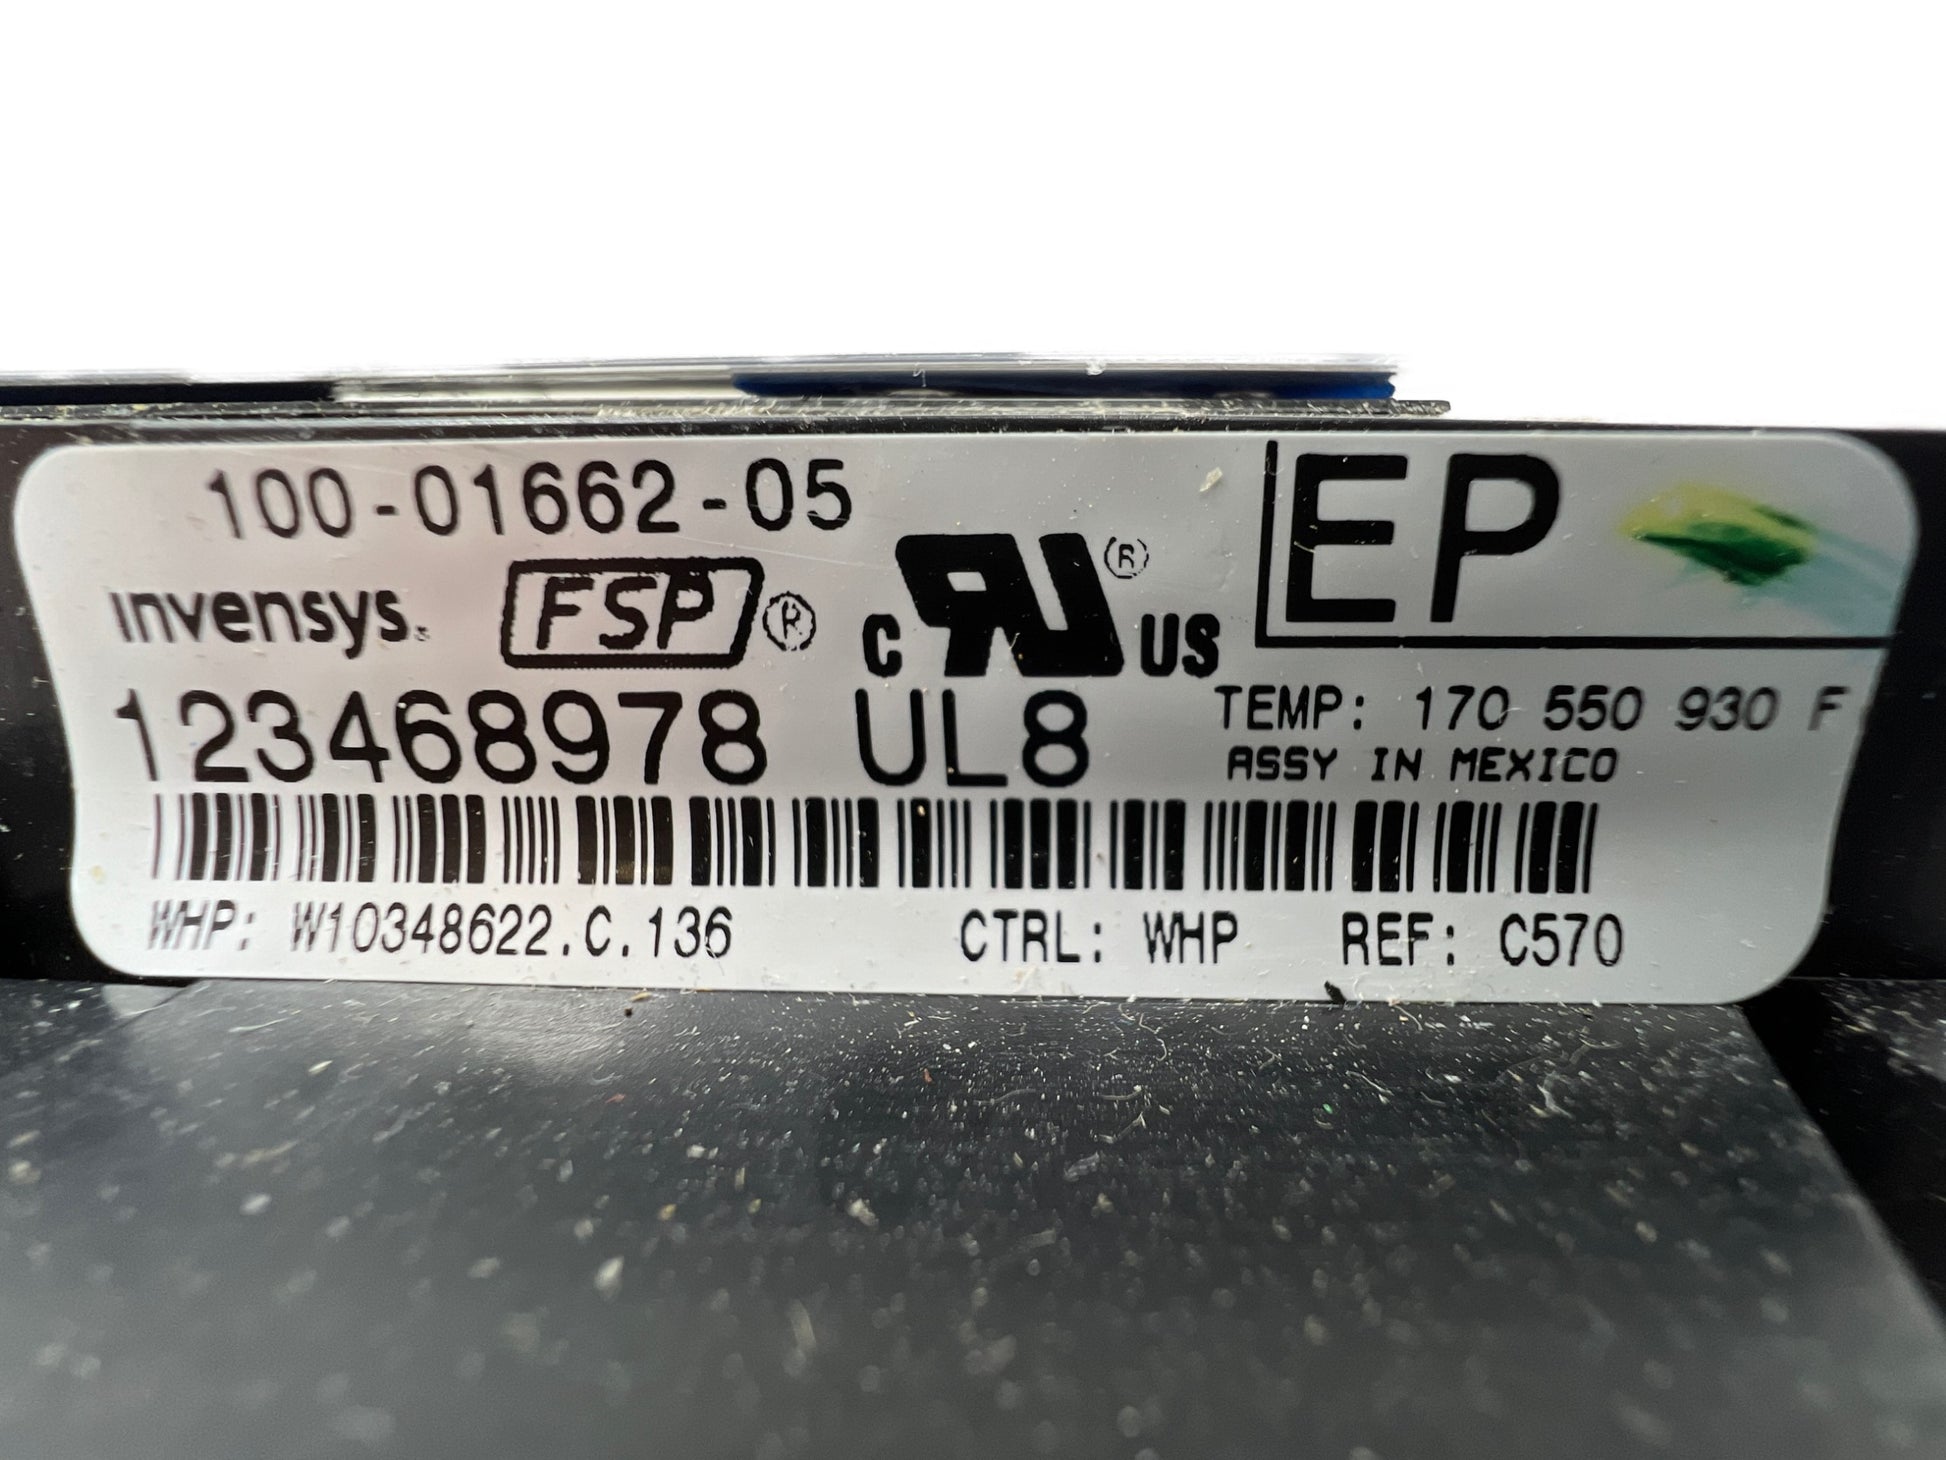 100-01662-05
EP
invensys. FSP ®
c RU ® US
123468978 UL8
TEMP: 170 550 930 F
ASSY IN MEXICO
WHP: W10348622.C.136 CTRL: WHP REF: C570